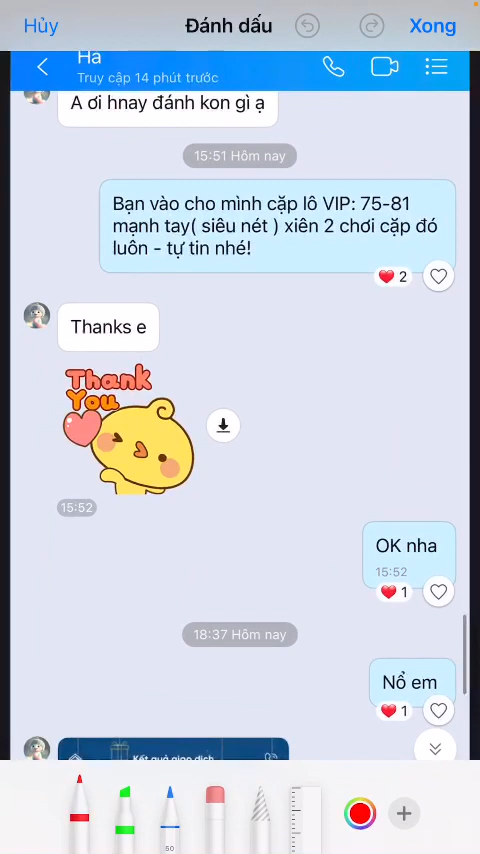 Hủy
Đánh dấu
Xong
Hà
Truy cập 14 phút trước
A ơi hnay đánh kon gì ạ
15:51 Hôm nay
Bạn vào cho mình cặp lô VIP: 75-81
mạnh tay( siêu nét ) xiên 2 chơi cặp đó
luôn - tự tin nhé!
2
Thanks e
Thank
You
15:52
OK nha
15:52
1
18:37 Hôm nay
Nổ em
1
Kết quả giao dịch
50